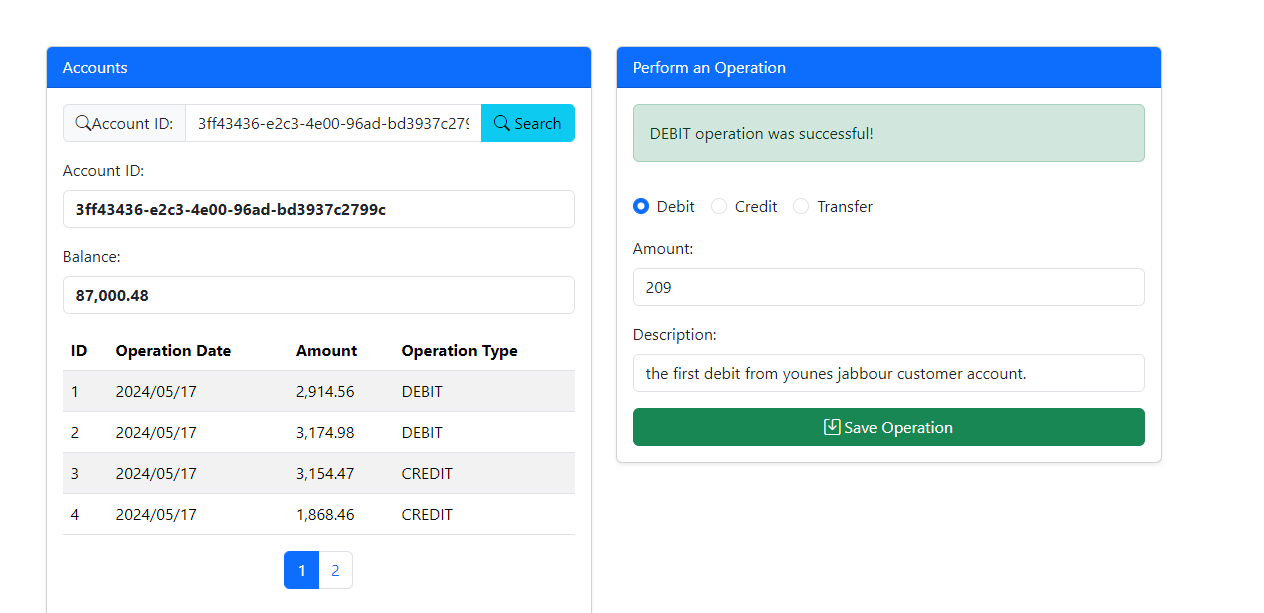 Accounts
Account ID: 3ff43436-e2c3-4e00-96ad-bd3937c279 Search
Account ID:
3ff43436-e2c3-4e00-96ad-bd3937c2799c
Balance:
87,000.48
ID Operation Date Amount Operation Type
1 2024/05/17 2,914.56 DEBIT
2 2024/05/17 3,174.98 DEBIT
3 2024/05/17 3,154.47 CREDIT
4 2024/05/17 1,868.46 CREDIT
1 2
Perform an Operation
DEBIT operation was successful!
Debit Credit Transfer
Amount:
209
Description:
the first debit from younes jabbour customer account.
Save Operation